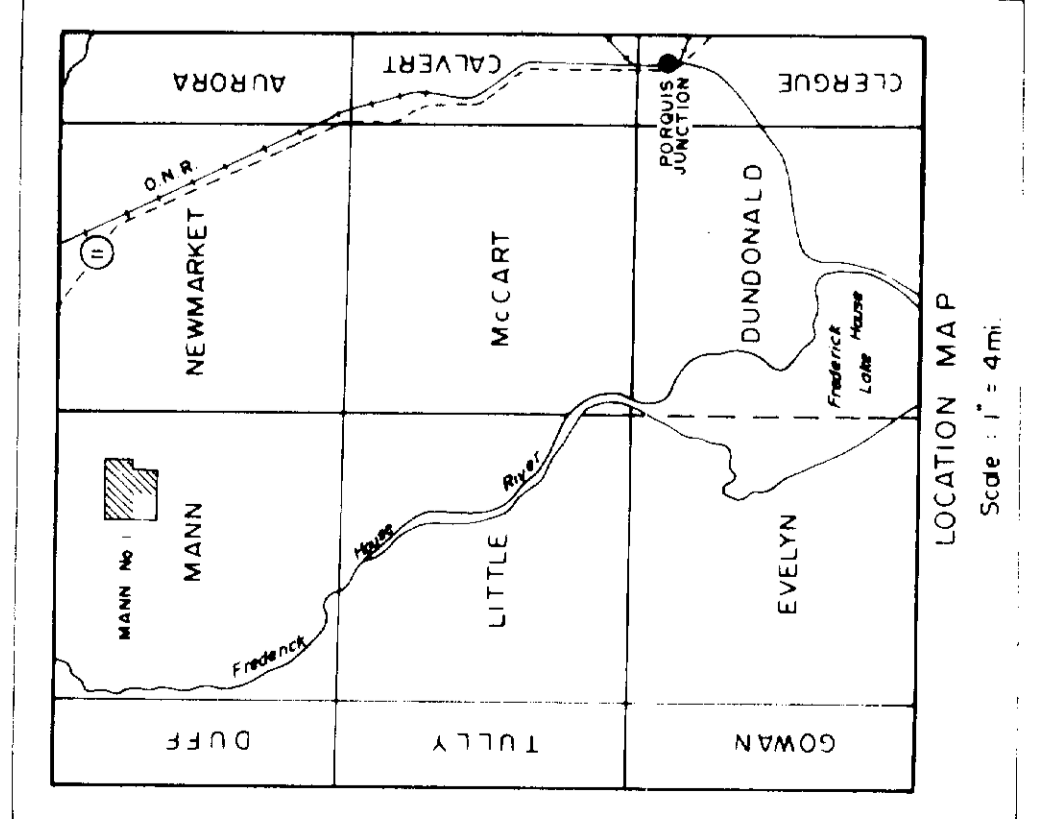 AURORA
CALVERT
CLERGUE
O.N.R.
11
PORQUIS
JUNCTION
NEWMARKET
McCART
DUNDONALD
Frederick House
Lake
MANN No 1
MANN
LITTLE
EVELYN
Frederick House River
DUFF
TULLY
GOWAN
LOCATION MAP
Scale : 1" = 4 mi.